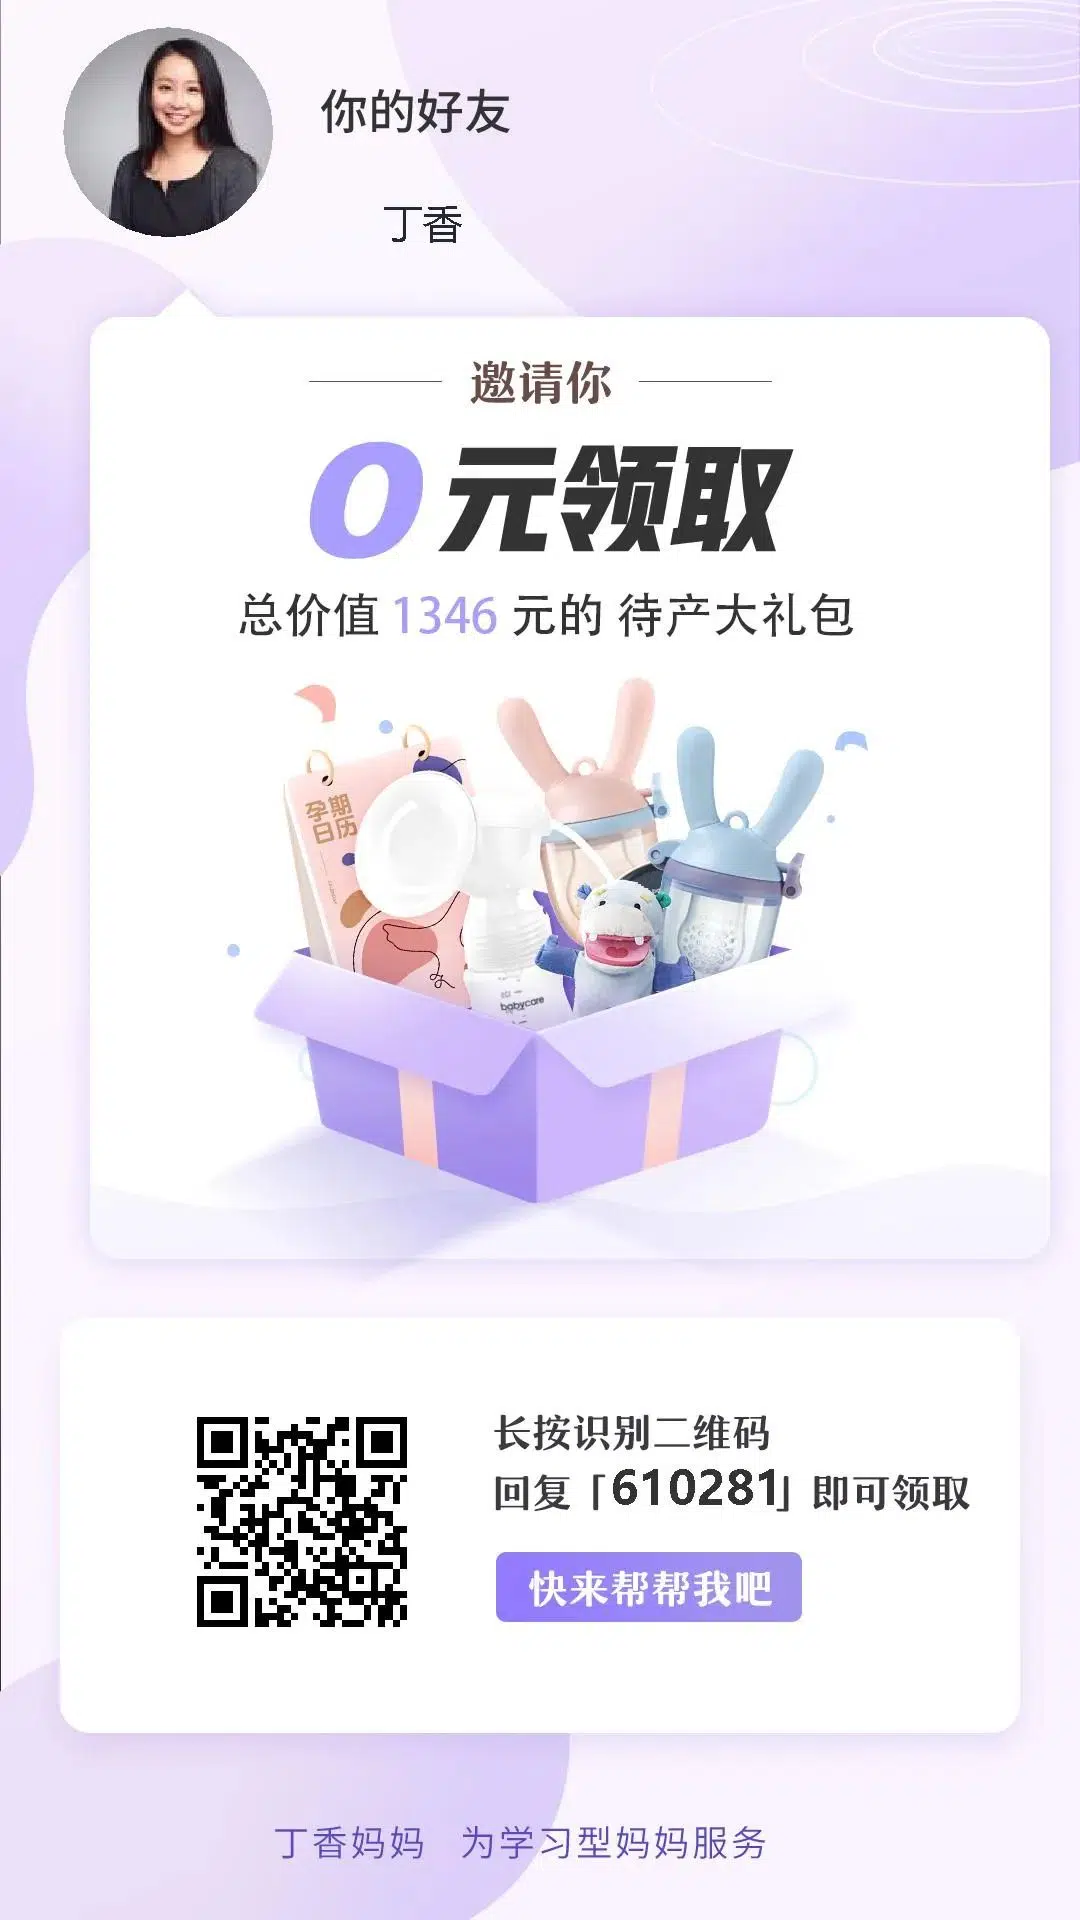 你的好友
丁香
邀请你
0元领取
总价值 1346 元的 待产大礼包
孕期
日历
babycare
长按识别二维码
回复「610281」即可领取
快来帮帮我吧
丁香妈妈 为学习型妈妈服务